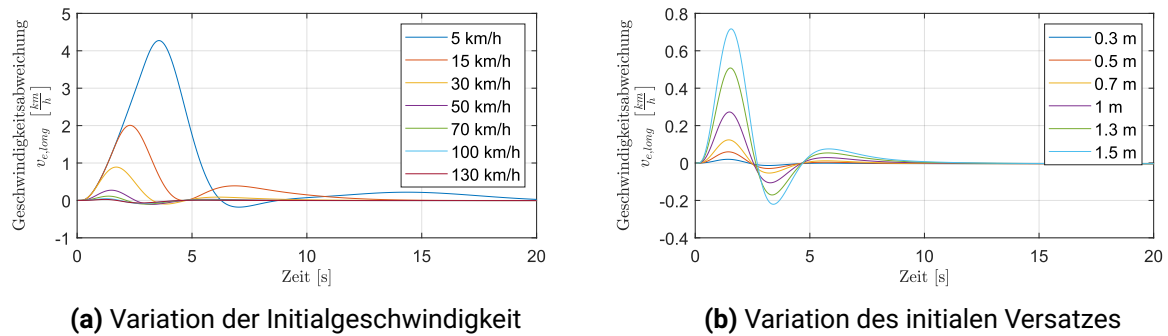 Geschwindigkeitsabweichung
v_{e,long} [km/h]
5
4
3
2
1
0
-1
0
5
10
15
20
Zeit [s]
5 km/h
15 km/h
30 km/h
50 km/h
70 km/h
100 km/h
130 km/h
(a) Variation der Initialgeschwindigkeit
Geschwindigkeitsabweichung
v_{e,long} [km/h]
0.8
0.6
0.4
0.2
0
-0.2
-0.4
0
5
10
15
20
Zeit [s]
0.3 m
0.5 m
0.7 m
1 m
1.3 m
1.5 m
(b) Variation des initialen Versatzes